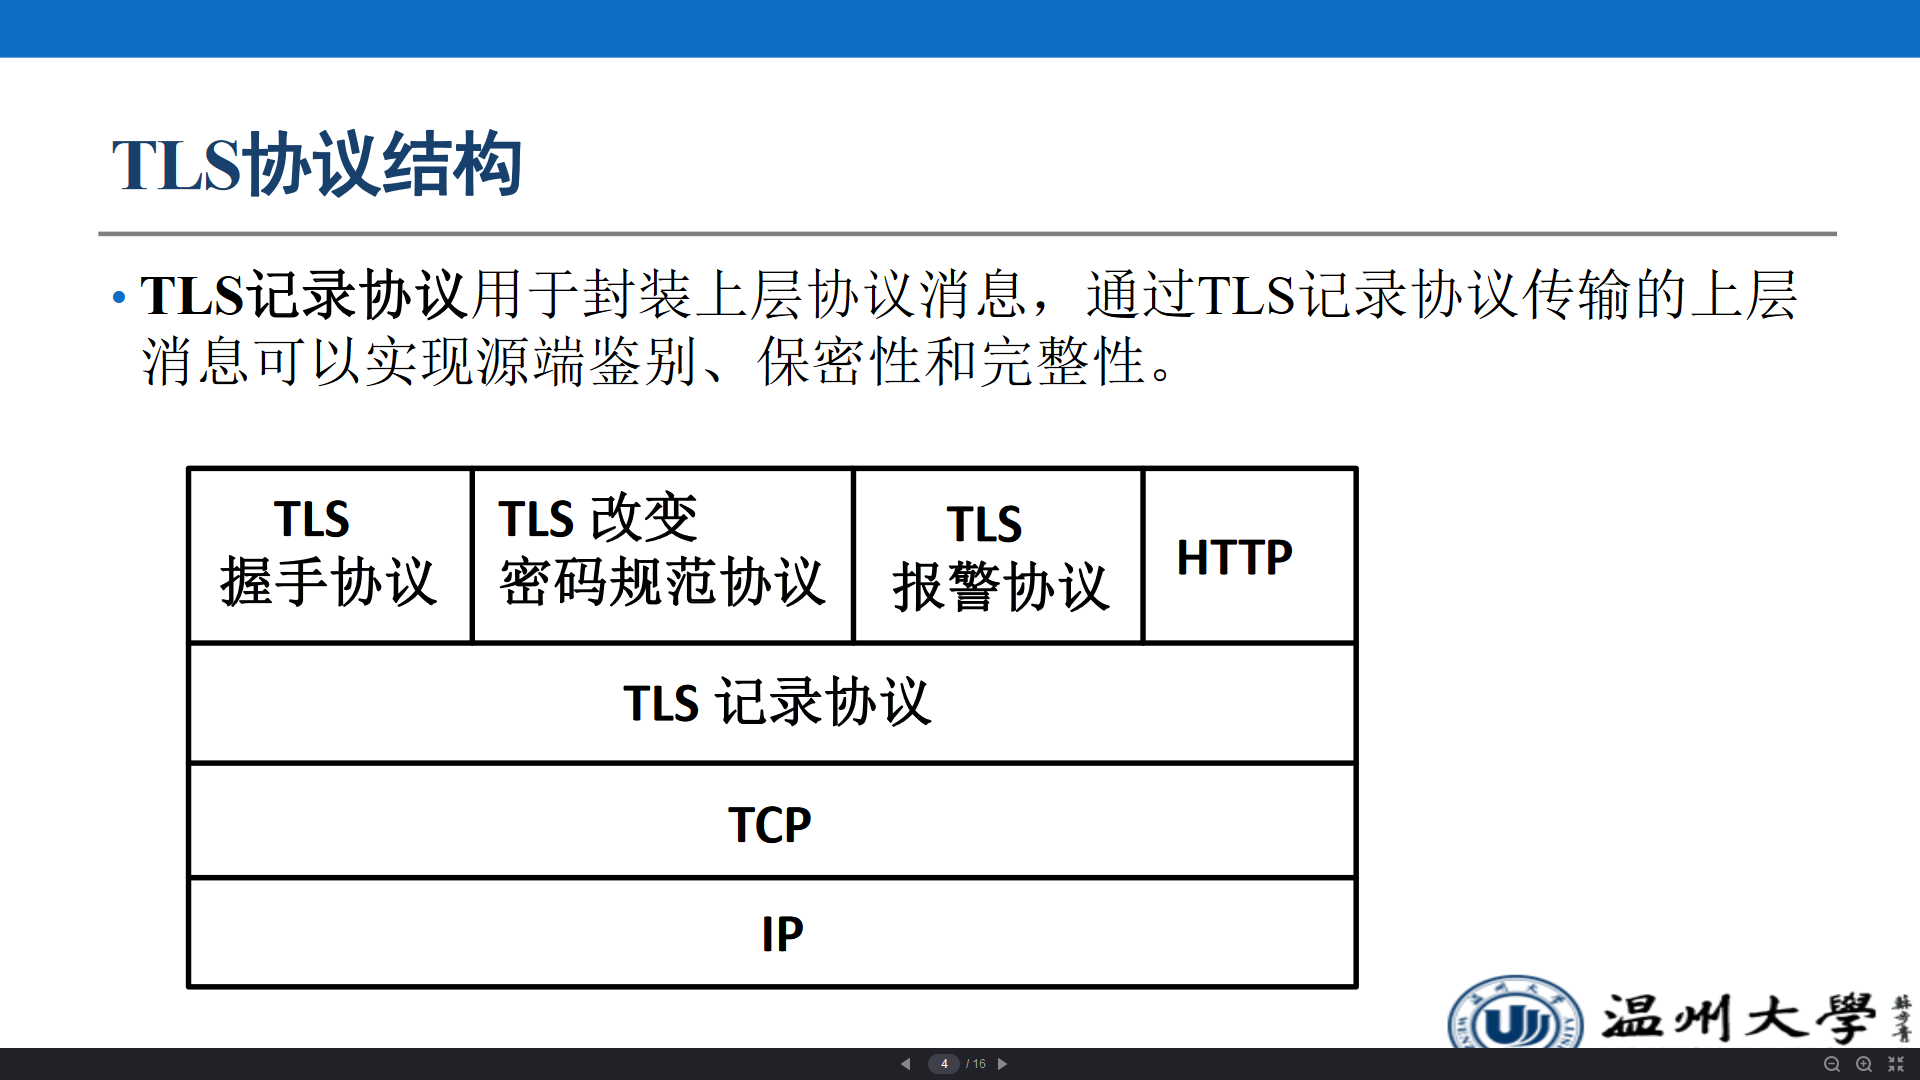 TLS协议结构
• TLS记录协议用于封装上层协议消息，通过TLS记录协议传输的上层
消息可以实现源端鉴别、保密性和完整性。
TLS
握手协议
TLS 改变
密码规范协议
TLS
报警协议
HTTP
TLS 记录协议
TCP
IP
温州大學
4 / 16